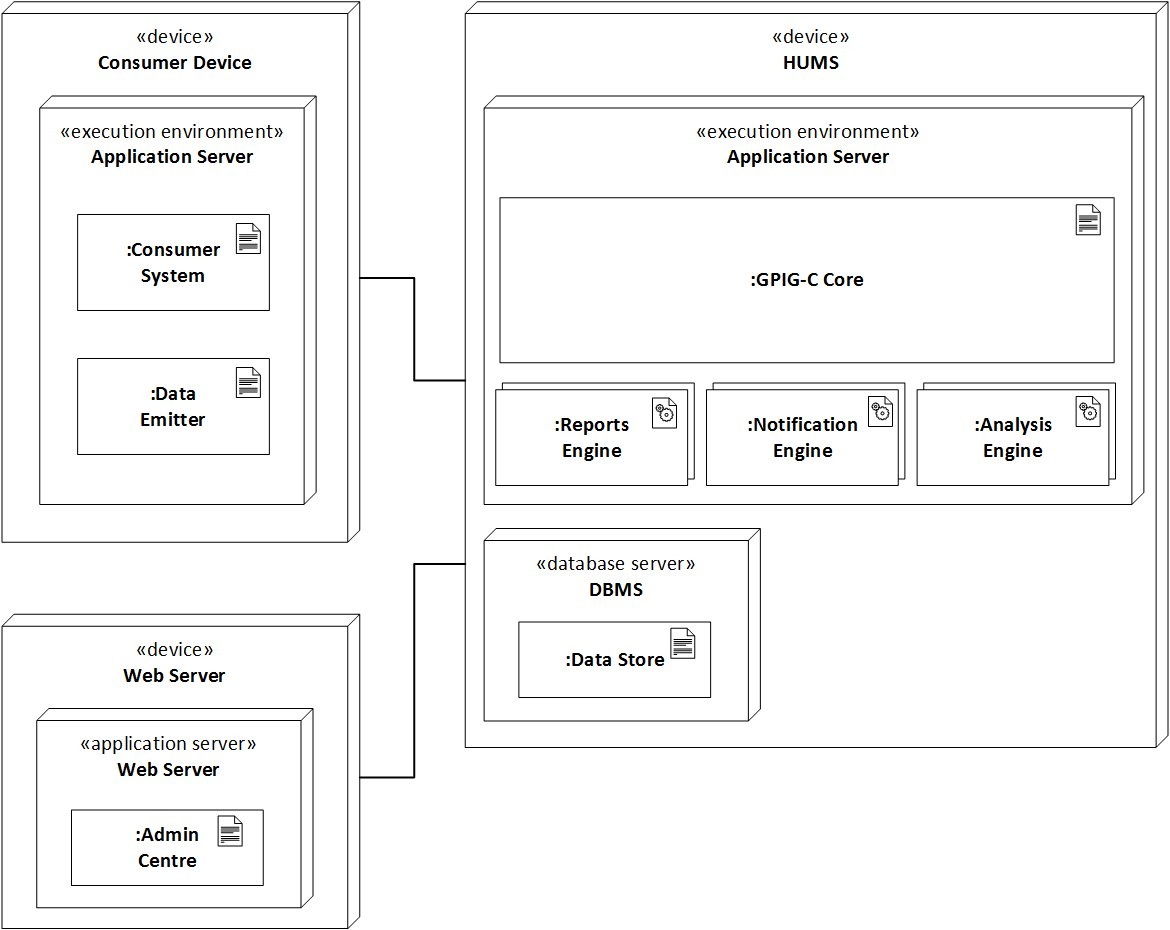 «device»
Consumer Device
«execution environment»
Application Server
:Consumer
System
:Data
Emitter
«device»
HUMS
«execution environment»
Application Server
:GPIG-C Core
:Reports
Engine
:Notification
Engine
:Analysis
Engine
«database server»
DBMS
:Data Store
«device»
Web Server
«application server»
Web Server
:Admin
Centre